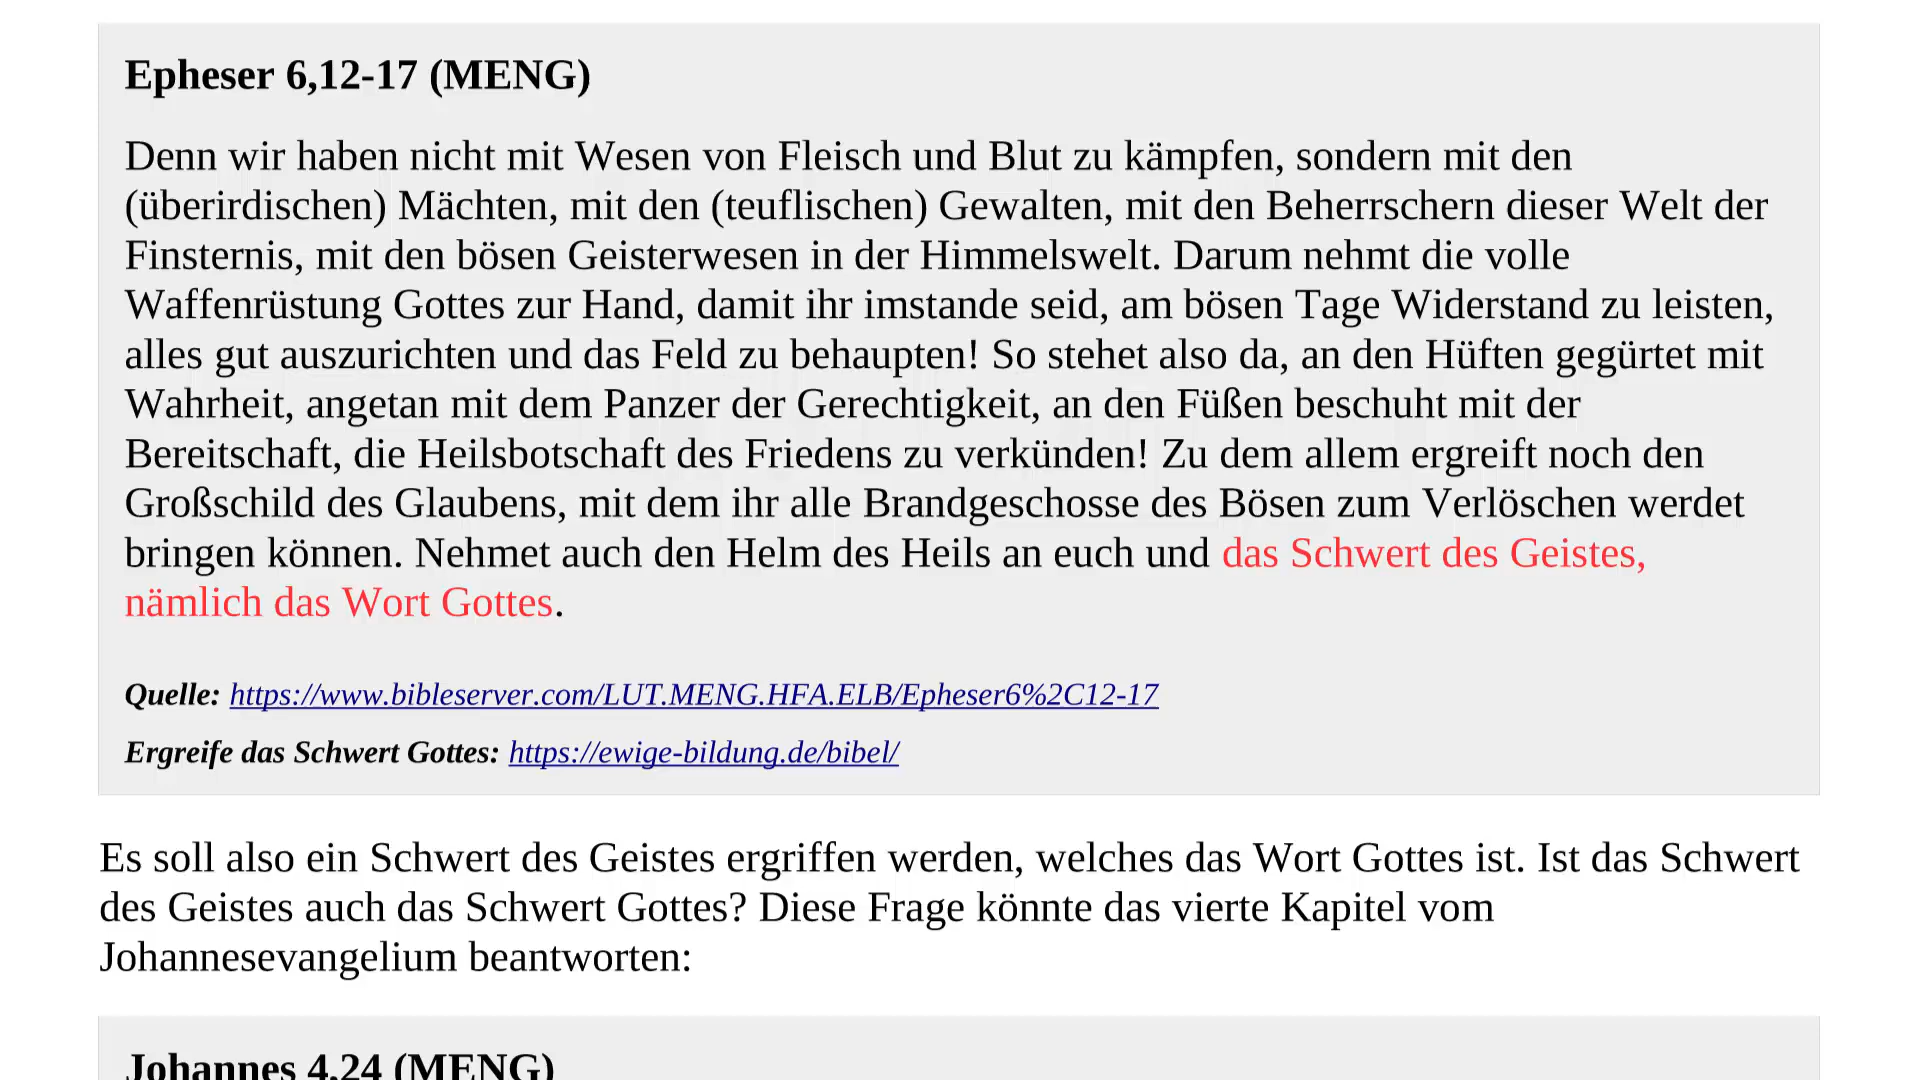 Epheser 6,12-17 (MENG)
Denn wir haben nicht mit Wesen von Fleisch und Blut zu kämpfen, sondern mit den
(überirdischen) Mächten, mit den (teuflischen) Gewalten, mit den Beherrschern dieser Welt der
Finsternis, mit den bösen Geisterwesen in der Himmelswelt. Darum nehmt die volle
Waffenrüstung Gottes zur Hand, damit ihr imstande seid, am bösen Tage Widerstand zu leisten,
alles gut auszurichten und das Feld zu behaupten! So stehet also da, an den Hüften gegürtet mit
Wahrheit, angetan mit dem Panzer der Gerechtigkeit, an den Füßen beschuht mit der
Bereitschaft, die Heilsbotschaft des Friedens zu verkünden! Zu dem allem ergreift noch den
Großschild des Glaubens, mit dem ihr alle Brandgeschosse des Bösen zum Verlöschen werdet
bringen können. Nehmet auch den Helm des Heils an euch und das Schwert des Geistes,
nämlich das Wort Gottes.
Quelle: https://www.bibleserver.com/LUT.MENG.HFA.ELB/Epheser6%2C12-17
Ergreife das Schwert Gottes: https://ewige-bildung.de/bibel/
Es soll also ein Schwert des Geistes ergriffen werden, welches das Wort Gottes ist. Ist das Schwert
des Geistes auch das Schwert Gottes? Diese Frage könnte das vierte Kapitel vom
Johannesevangelium beantworten:
Johannes 4,24 (MENG)